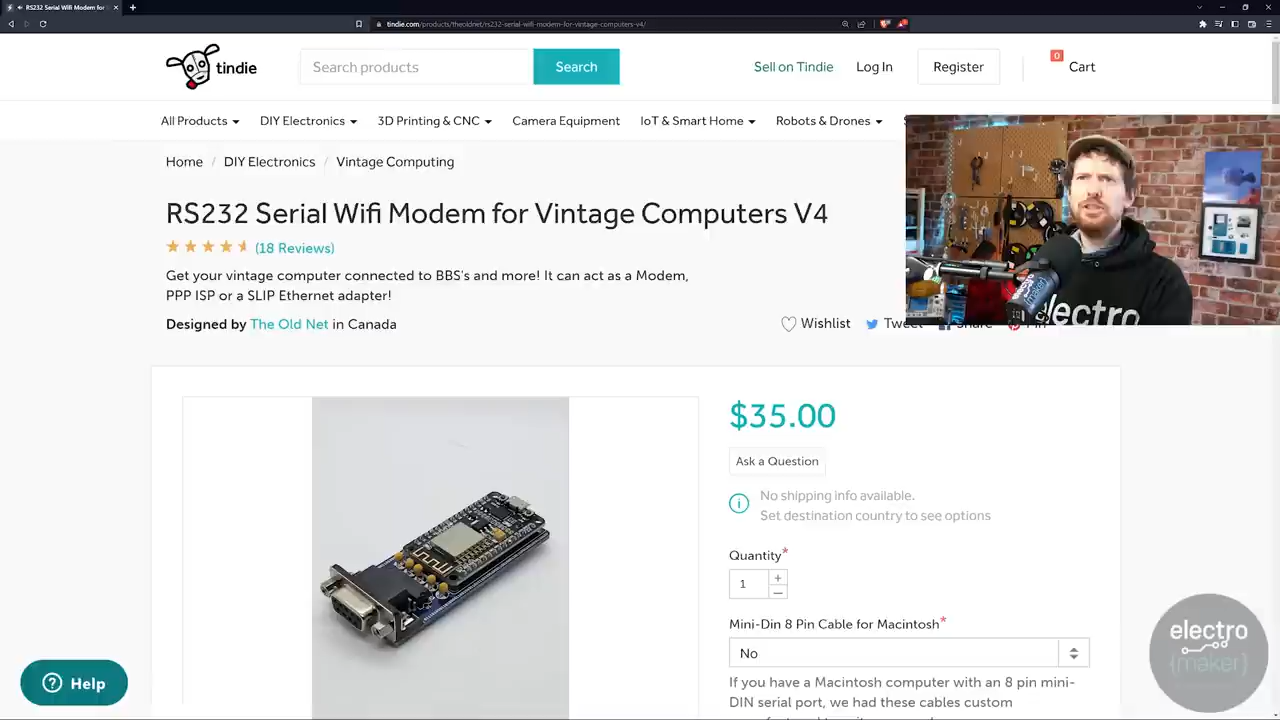 RS232 Serial Wifi Modem for
tindie.com/products/theoldnet/rs232-serial-wifi-modem-for-vintage-computers-v4/
tindie
Search products
Search
Sell on Tindie
Log In
Register
0
Cart
All Products
DIY Electronics
3D Printing & CNC
Camera Equipment
IoT & Smart Home
Robots & Drones
Home / DIY Electronics / Vintage Computing
RS232 Serial Wifi Modem for Vintage Computers V4
(18 Reviews)
Get your vintage computer connected to BBS's and more! It can act as a Modem,
PPP ISP or a SLIP Ethernet adapter!
Designed by The Old Net in Canada
Wishlist
Tweet
Share
Pin
electro
$35.00
Ask a Question
No shipping info available.
Set destination country to see options
Quantity*
1
+
–
Mini-Din 8 Pin Cable for Macintosh*
No
If you have a Macintosh computer with an 8 pin mini-
DIN serial port, we had these cables custom
Help
electro
{maker}